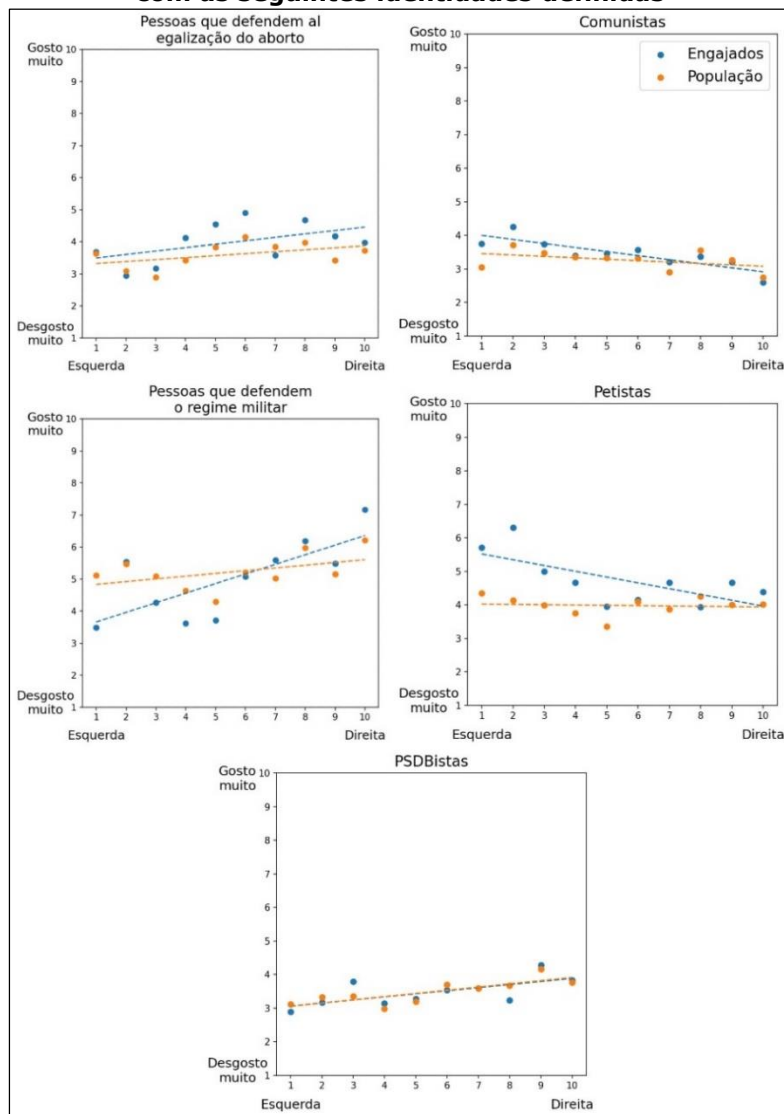 com as seguintes identidades definidas
Pessoas que defendem al
egalização do aborto
Gosto
muito
10
9
8
7
6
5
4
3
2
Desgosto
muito
1
1 2 3 4 5 6 7 8 9 10
Esquerda Direita
Comunistas
Engajados
População
Gosto
muito
10
9
8
7
6
5
4
3
2
Desgosto
muito
1
1 2 3 4 5 6 7 8 9 10
Esquerda Direita
Pessoas que defendem
o regime militar
Gosto
muito
10
9
8
7
6
5
4
3
2
Desgosto
muito
1
1 2 3 4 5 6 7 8 9 10
Esquerda Direita
Petistas
Gosto
muito
10
9
8
7
6
5
4
3
2
Desgosto
muito
1
1 2 3 4 5 6 7 8 9 10
Esquerda Direita
PSDBistas
Gosto
muito
10
9
8
7
6
5
4
3
2
Desgosto
muito
1
1 2 3 4 5 6 7 8 9 10
Esquerda Direita